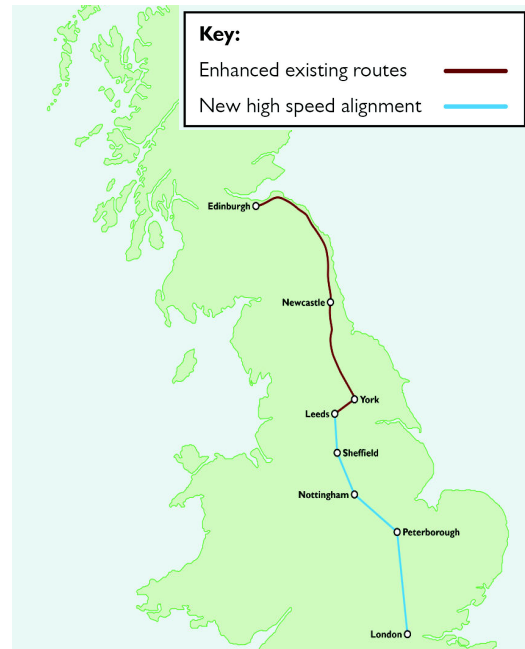 Key:
Enhanced existing routes
New high speed alignment
Edinburgh
Newcastle
York
Leeds
Sheffield
Nottingham
Peterborough
London